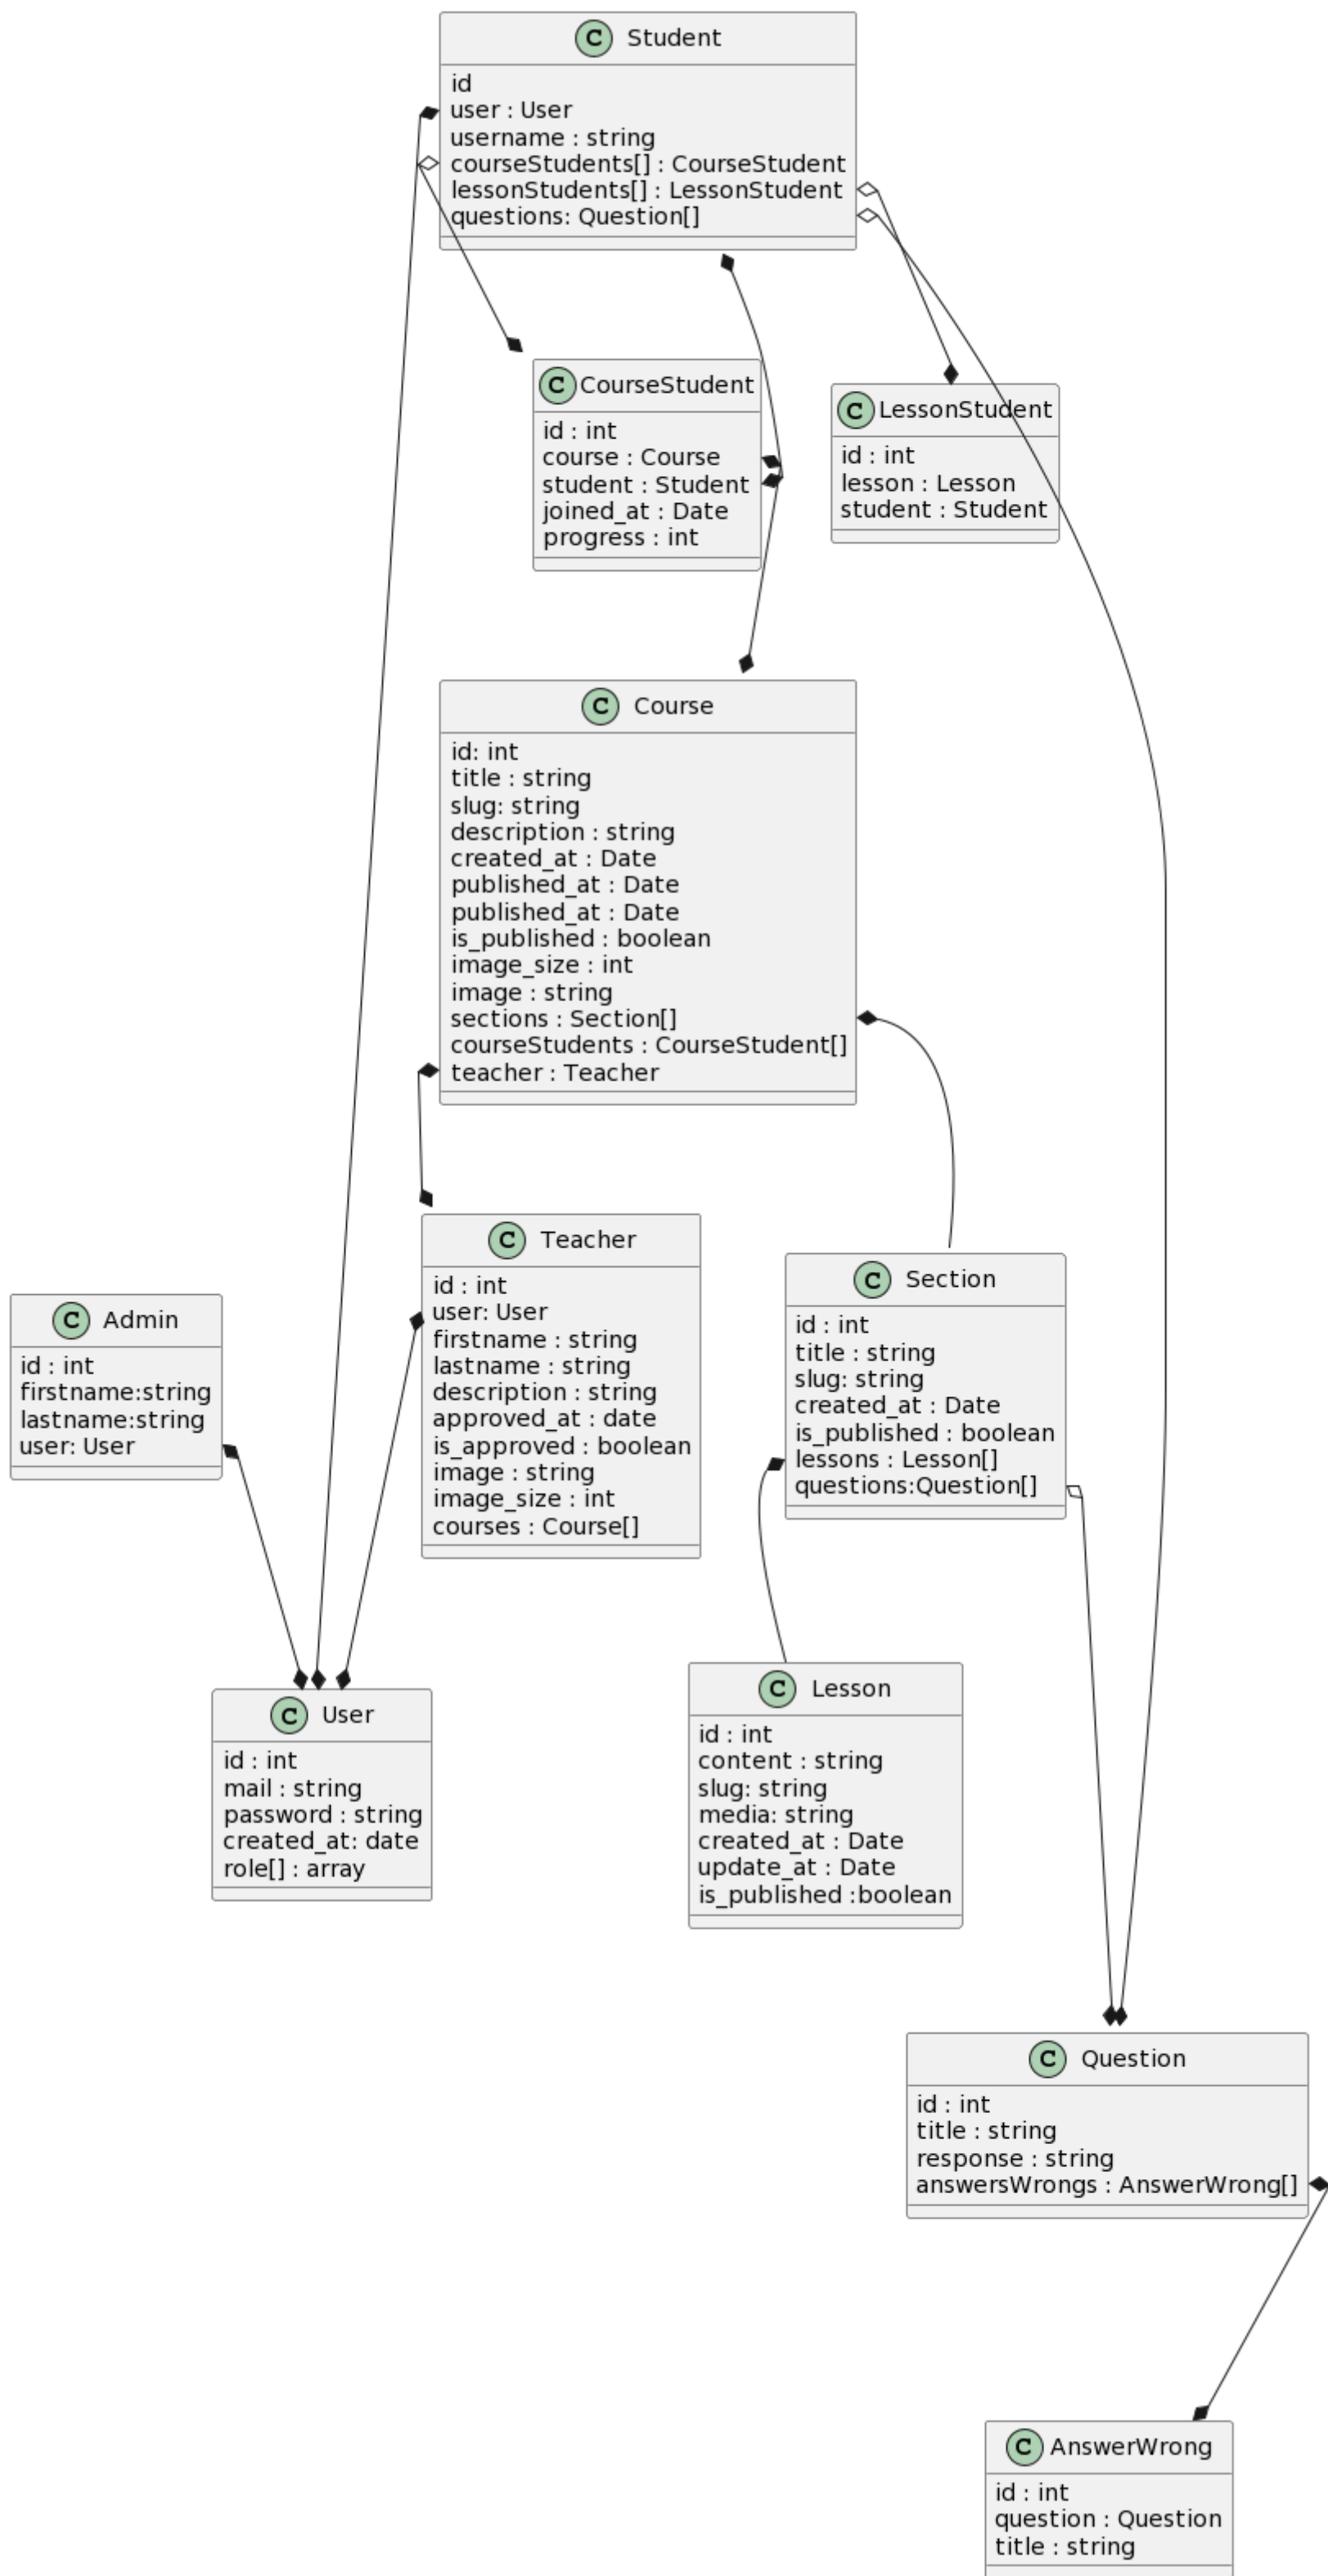 C Student
id
user : User
username : string
courseStudents[] : CourseStudent
lessonStudents[] : LessonStudent
questions: Question[]
C CourseStudent
id : int
course : Course
student : Student
joined_at : Date
progress : int
C LessonStudent
id : int
lesson : Lesson
student : Student
C Course
id: int
title : string
slug: string
description : string
created_at : Date
published_at : Date
published_at : Date
is_published : boolean
image_size : int
image : string
sections : Section[]
courseStudents : CourseStudent[]
teacher : Teacher
C Teacher
id : int
user: User
firstname : string
lastname : string
description : string
approved_at : date
is_approved : boolean
image : string
image_size : int
courses : Course[]
C Section
id : int
title : string
slug: string
created_at : Date
is_published : boolean
lessons : Lesson[]
questions:Question[]
C Admin
id : int
firstname:string
lastname:string
user: User
C User
id : int
mail : string
password : string
created_at: date
role[] : array
C Lesson
id : int
content : string
slug: string
media: string
created_at : Date
update_at : Date
is_published :boolean
C Question
id : int
title : string
response : string
answersWrongs : AnswerWrong[]
C AnswerWrong
id : int
question : Question
title : string